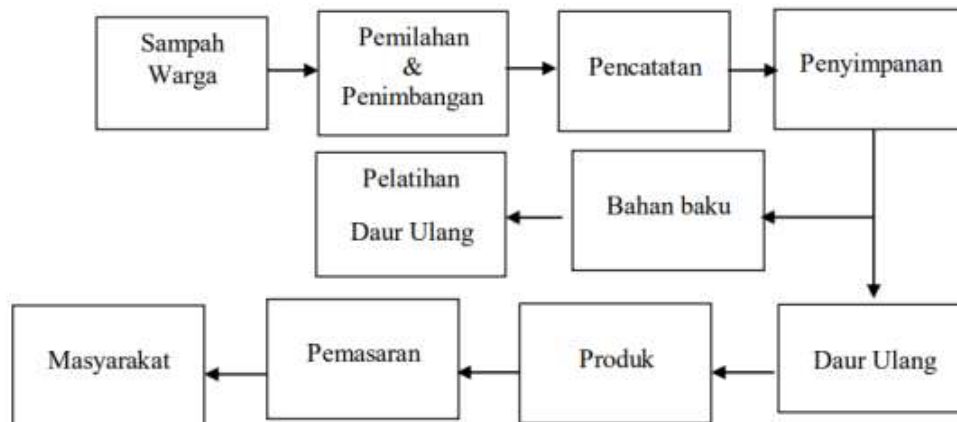 Sampah
Warga
Pemilahan
&
Penimbangan
Pencatatan
Penyimpanan
Pelatihan
Daur Ulang
Bahan baku
Masyarakat
Pemasaran
Produk
Daur Ulang